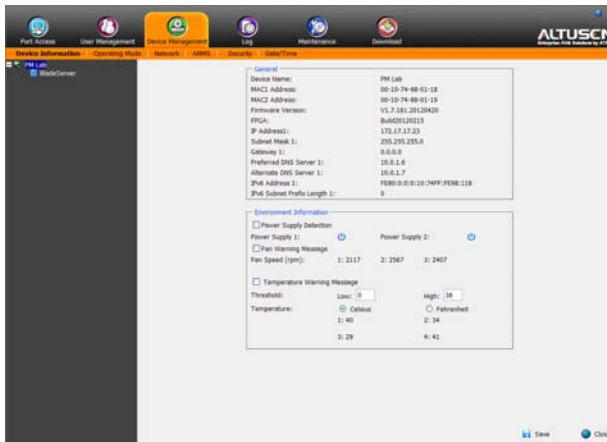 Port Access User Management Device Management Log Maintenance Download
ALTUSCN
Device Information Operating Mode Network ANMS Security Date/Time
PM Lab
BladeServer
General
Device Name: PM Lab
MAC1 Address: 00-10-74-98-01-18
MAC2 Address: 00-10-74-98-01-19
Firmware Version: V1.7.161.20120420
FPGA: Build20120215
IP Address1: 172.17.17.23
Subnet Mask 1: 255.255.255.0
Gateway 1: 0.0.0.0
Preferred DNS Server 1: 10.0.1.6
Alternate DNS Server 1: 10.0.1.7
IPv6 Address 1: FE80:0:0:0:10:74FF:FE98:118
IPv6 Subnet Prefix Length 1: 0
Environment Information
Power Supply Detection
Power Supply 1: Power Supply 2:
Fan Warning Message
Fan Speed (rpm): 1: 2117 2: 2567 3: 2407
Temperature Warning Message
Threshold: Low: 0 High: 38
Temperature: Celsius Fahrenheit
1: 40 2: 34
3: 29 4: 41
Save Clos